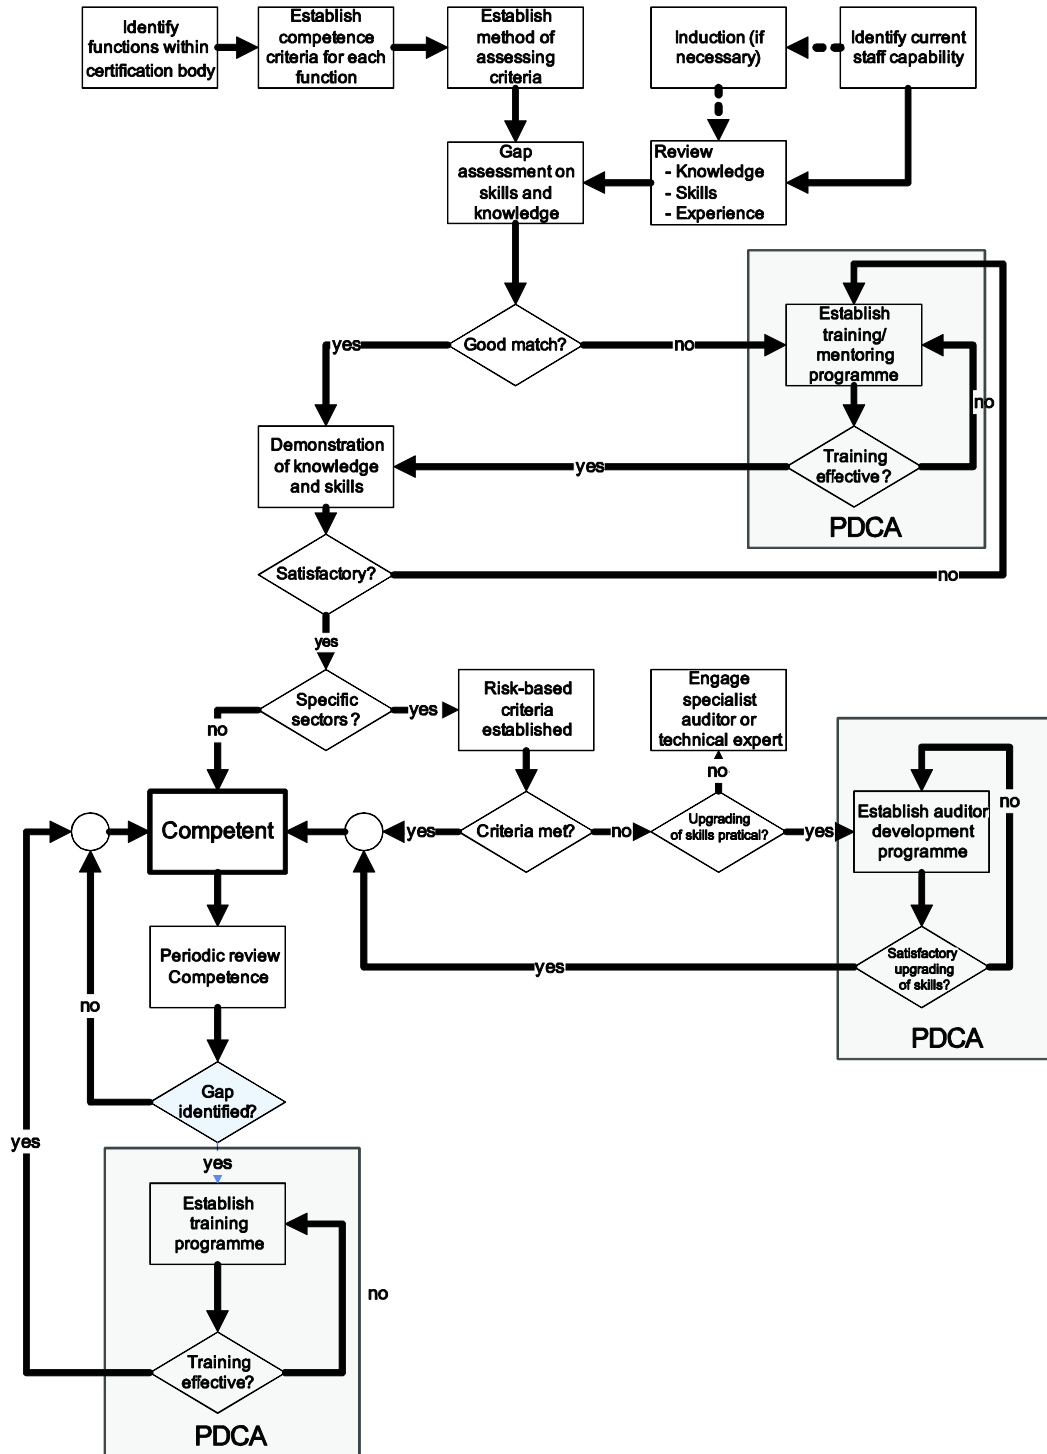 Identify
functions within
certification body
Establish
competence
criteria for each
function
Establish
method of
assessing
criteria
Induction (if
necessary)
Identify current
staff capability
Gap
assessment on
skills and
knowledge
Review
- Knowledge
- Skills
- Experience
Good match?
yes
no
Establish
training/
mentoring
programme
no
Training
effective?
yes
PDCA
Demonstration
of knowledge
and skills
Satisfactory?
no
yes
Specific
sectors?
no
yes
Risk-based
criteria
established
Engage
specialist
auditor or
technical expert
no
Competent
yes
Criteria met?
no
Upgrading
of skills pratical?
yes
Establish auditor
development
programme
no
Satisfactory
upgrading
of skills?
yes
PDCA
Periodic review
Competence
no
Gap
identified?
yes
yes
Establish
training
programme
no
Training
effective?
PDCA